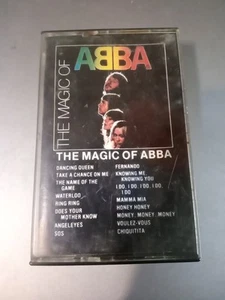 THE MAGIC OF
ABBA
THE MAGIC OF ABBA
DANCING QUEEN
TAKE A CHANCE ON ME
THE NAME OF THE
GAME
WATERLOO
RING RING
DOES YOUR
MOTHER KNOW
ANGELEYES
SOS
FERNANDO
KNOWING ME,
KNOWING YOU
I DO, I DO, I DO, I DO,
I DO
MAMMA MIA
HONEY HONEY
MONEY, MONEY, MONEY
VOULEZ-VOUS
CHIQUITITA